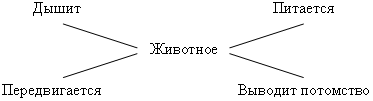 Дышит
Питается
Животное
Передвигается
Выводит потомство